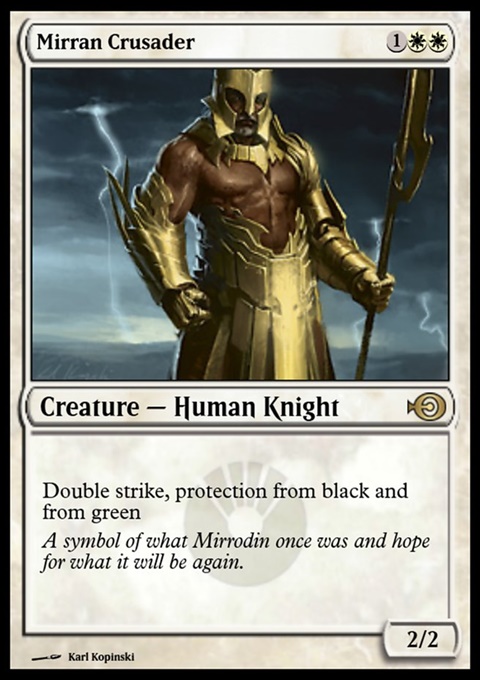 Mirran Crusader 1
Creature — Human Knight
Double strike, protection from black and
from green
A symbol of what Mirrodin once was and hope
for what it will be again.
2/2
Karl Kopinski